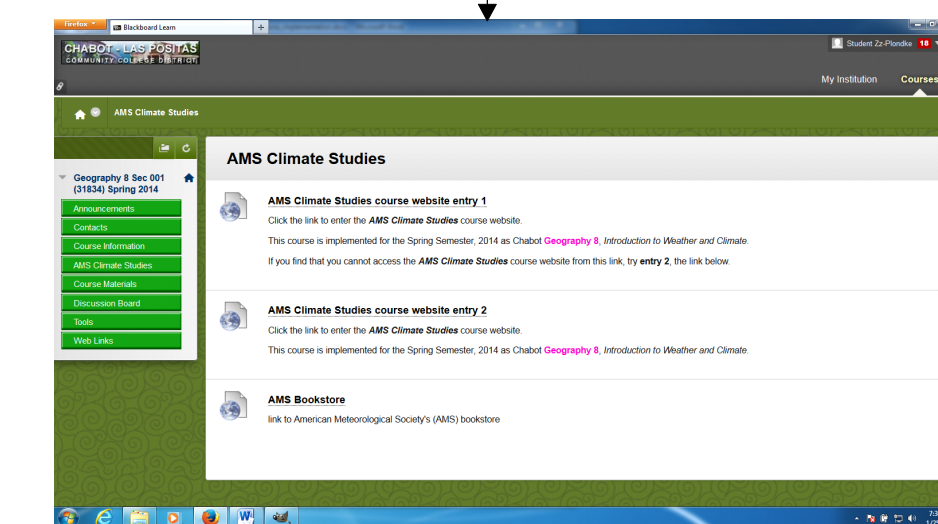 Firefox
Blackboard Learn
CHABOT - LAS POSITAS
COMMUNITY COLLEGE DISTRICT
Student Zz-Plondke 18
My Institution Courses
AMS Climate Studies
Geography 8 Sec 001
(31834) Spring 2014
Announcements
Contacts
Course Information
AMS Climate Studies
Course Materials
Discussion Board
Tools
Web Links
AMS Climate Studies
AMS Climate Studies course website entry 1
Click the link to enter the AMS Climate Studies course website.
This course is implemented for the Spring Semester, 2014 as Chabot Geography 8, Introduction to Weather and Climate.
If you find that you cannot access the AMS Climate Studies course website from this link, try entry 2, the link below.
AMS Climate Studies course website entry 2
Click the link to enter the AMS Climate Studies course website.
This course is implemented for the Spring Semester, 2014 as Chabot Geography 8, Introduction to Weather and Climate.
AMS Bookstore
link to American Meteorological Society's (AMS) bookstore